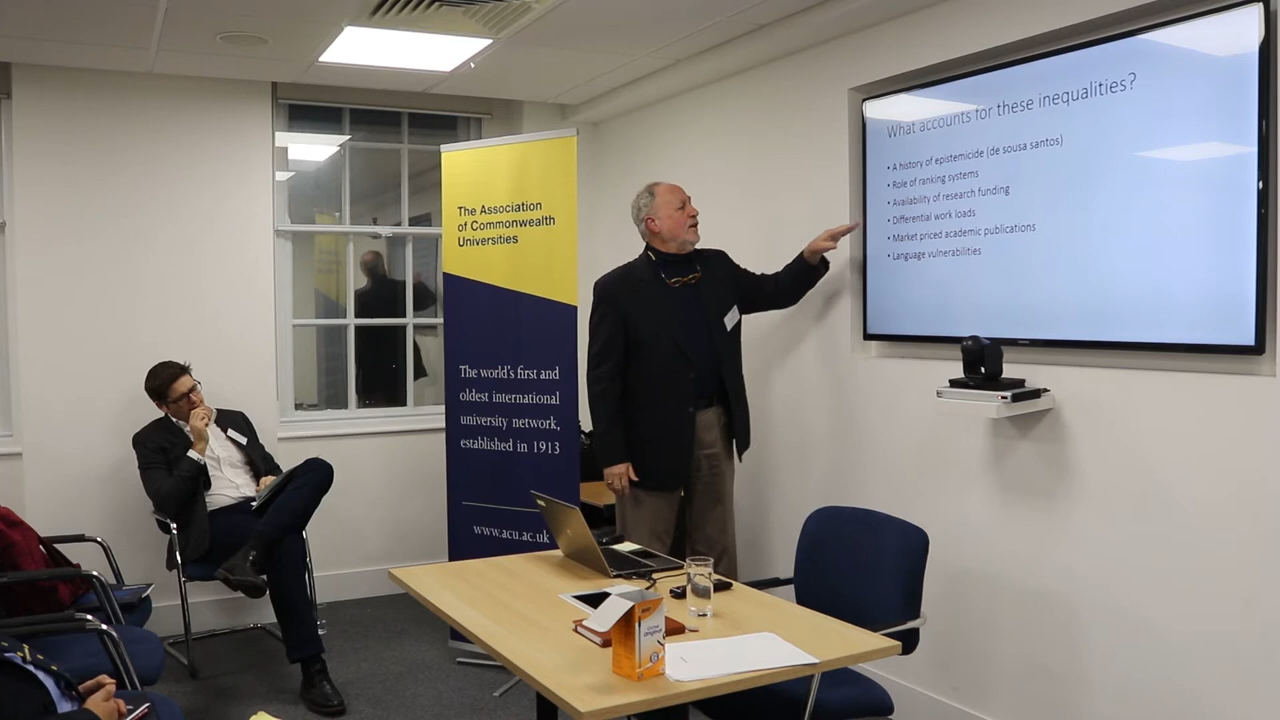 The Association
of Commonwealth
Universities
The world's first and
oldest international
university network,
established in 1913
www.acu.ac.uk
What accounts for these inequalities?
• A history of epistemicide (de sousa santos)
• Role of ranking systems
• Availability of research funding
• Differential work loads
• Market priced academic publications
• Language vulnerabilities
Original